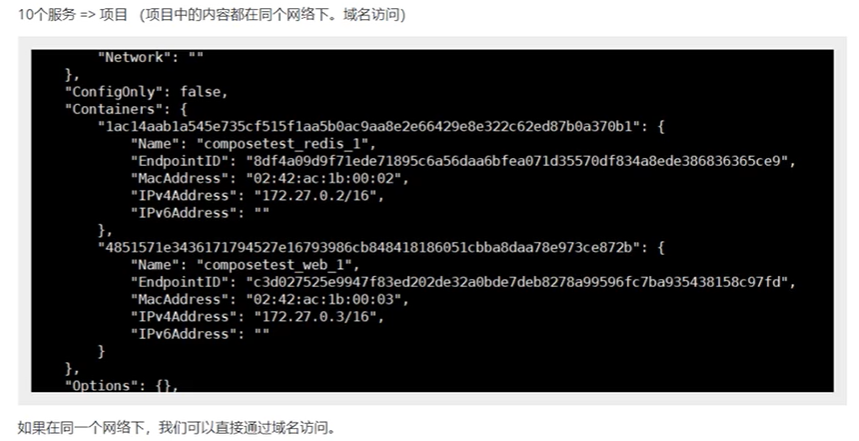 10个服务 => 项目 （项目中的内容都在同个网络下。域名访问）
"Network": ""
},
"ConfigOnly": false,
"Containers": {
"1ac14aab1a545e735cf515f1aa5b0ac9aa8e2e66429e8e322c62ed87b0a370b1": {
"Name": "composetest_redis_1",
"EndpointID": "8df4a09d9f71ede71895c6a56daa6bfea071d35570df834a8ede386836365ce9",
"MacAddress": "02:42:ac:1b:00:02",
"IPv4Address": "172.27.0.2/16",
"IPv6Address": ""
},
"4851571e3436171794527e16793986cb848418186051cbba8daa78e973ce872b": {
"Name": "composetest_web_1",
"EndpointID": "c3d027525e9947f83ed202de32a0bde7deb8278a99596fc7ba935438158c97fd",
"MacAddress": "02:42:ac:1b:00:03",
"IPv4Address": "172.27.0.3/16",
"IPv6Address": ""
}
},
"Options": {},
如果在同一个网络下，我们可以直接通过域名访问。